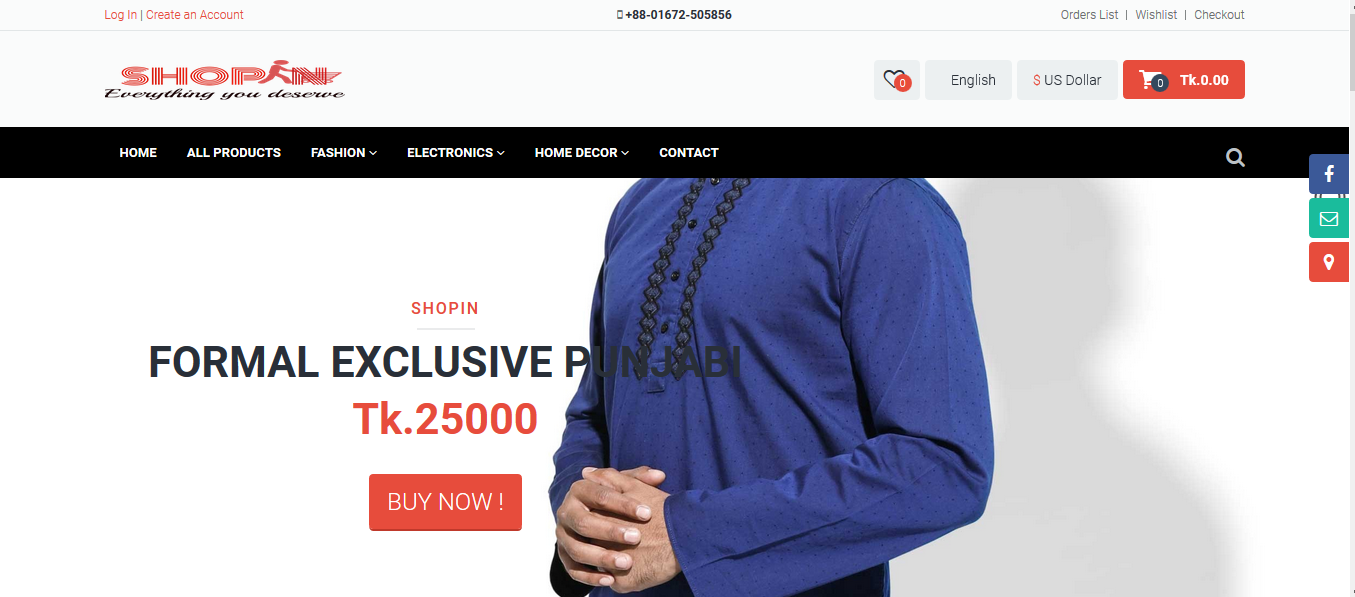 Log In | Create an Account
+88-01672-505856
Orders List | Wishlist | Checkout
SHOPIN
Everything you deserve
0
English
$ US Dollar
0
Tk.0.00
HOME
ALL PRODUCTS
FASHION
ELECTRONICS
HOME DECOR
CONTACT
SHOPIN
FORMAL EXCLUSIVE PUNJABI
Tk.25000
BUY NOW !